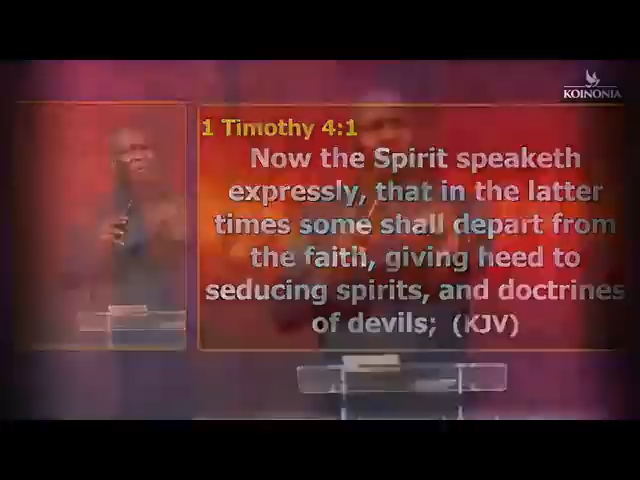 KOINONIA
1 Timothy 4:1
Now the Spirit speaketh
expressly, that in the latter
times some shall depart from
the faith, giving heed to
seducing spirits, and doctrines
of devils; (KJV)